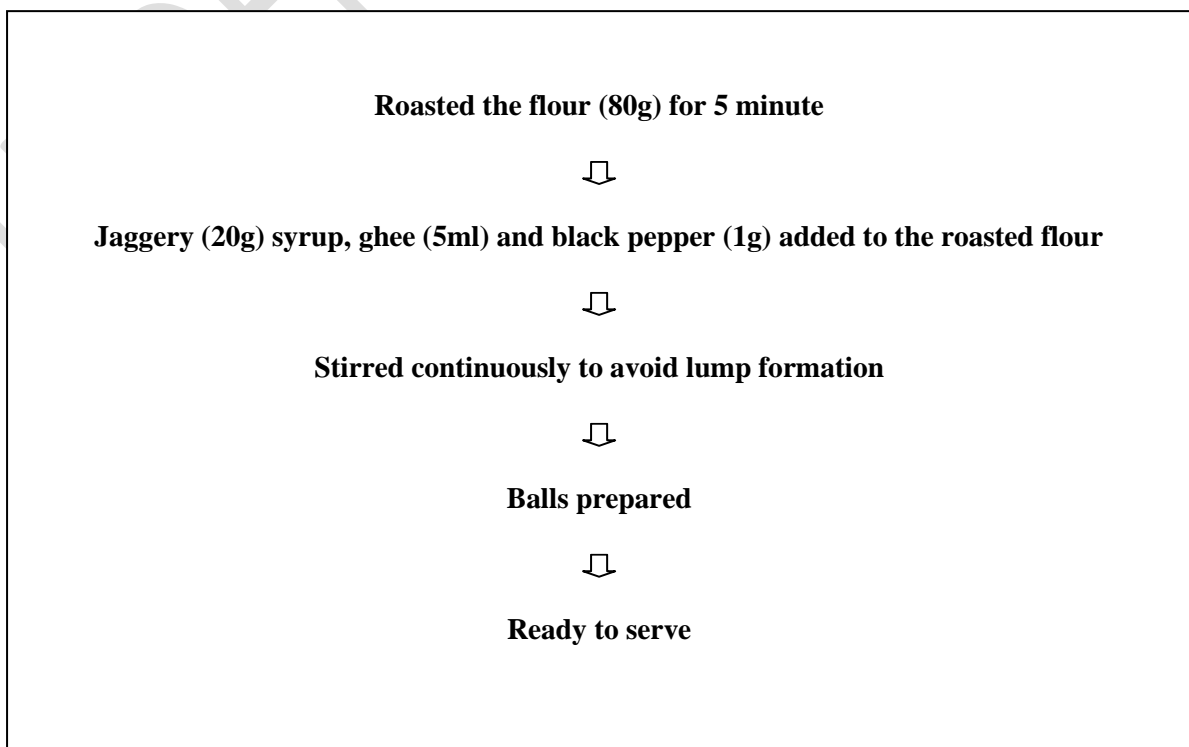 Roasted the flour (80g) for 5 minute
Jaggery (20g) syrup, ghee (5ml) and black pepper (1g) added to the roasted flour
Stirred continuously to avoid lump formation
Balls prepared
Ready to serve